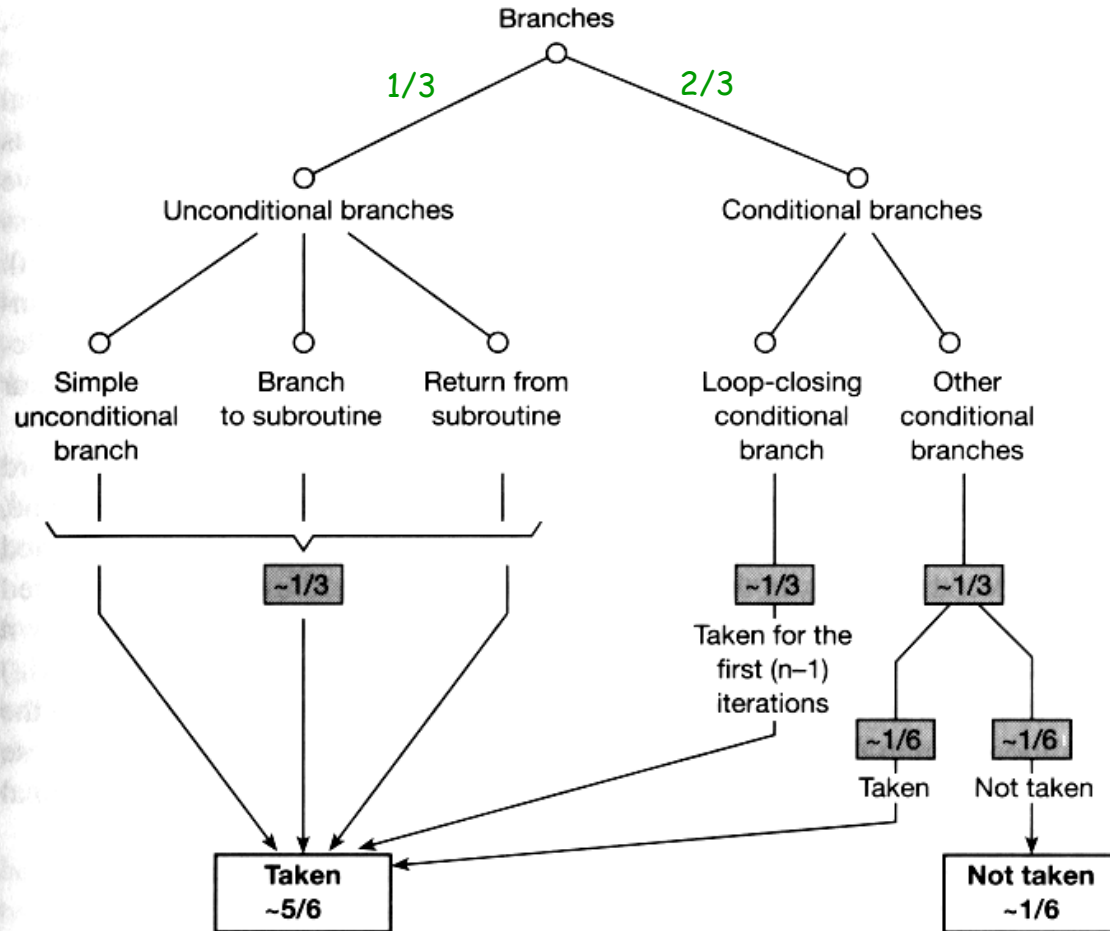 Branches
1/3
2/3
Unconditional branches
Conditional branches
Simple
unconditional
branch
Branch
to subroutine
Return from
subroutine
Loop-closing
conditional
branch
Other
conditional
branches
~1/3
~1/3
~1/3
Taken for the
first (n–1)
iterations
~1/6
~1/6
Taken
Not taken
Taken
~5/6
Not taken
~1/6